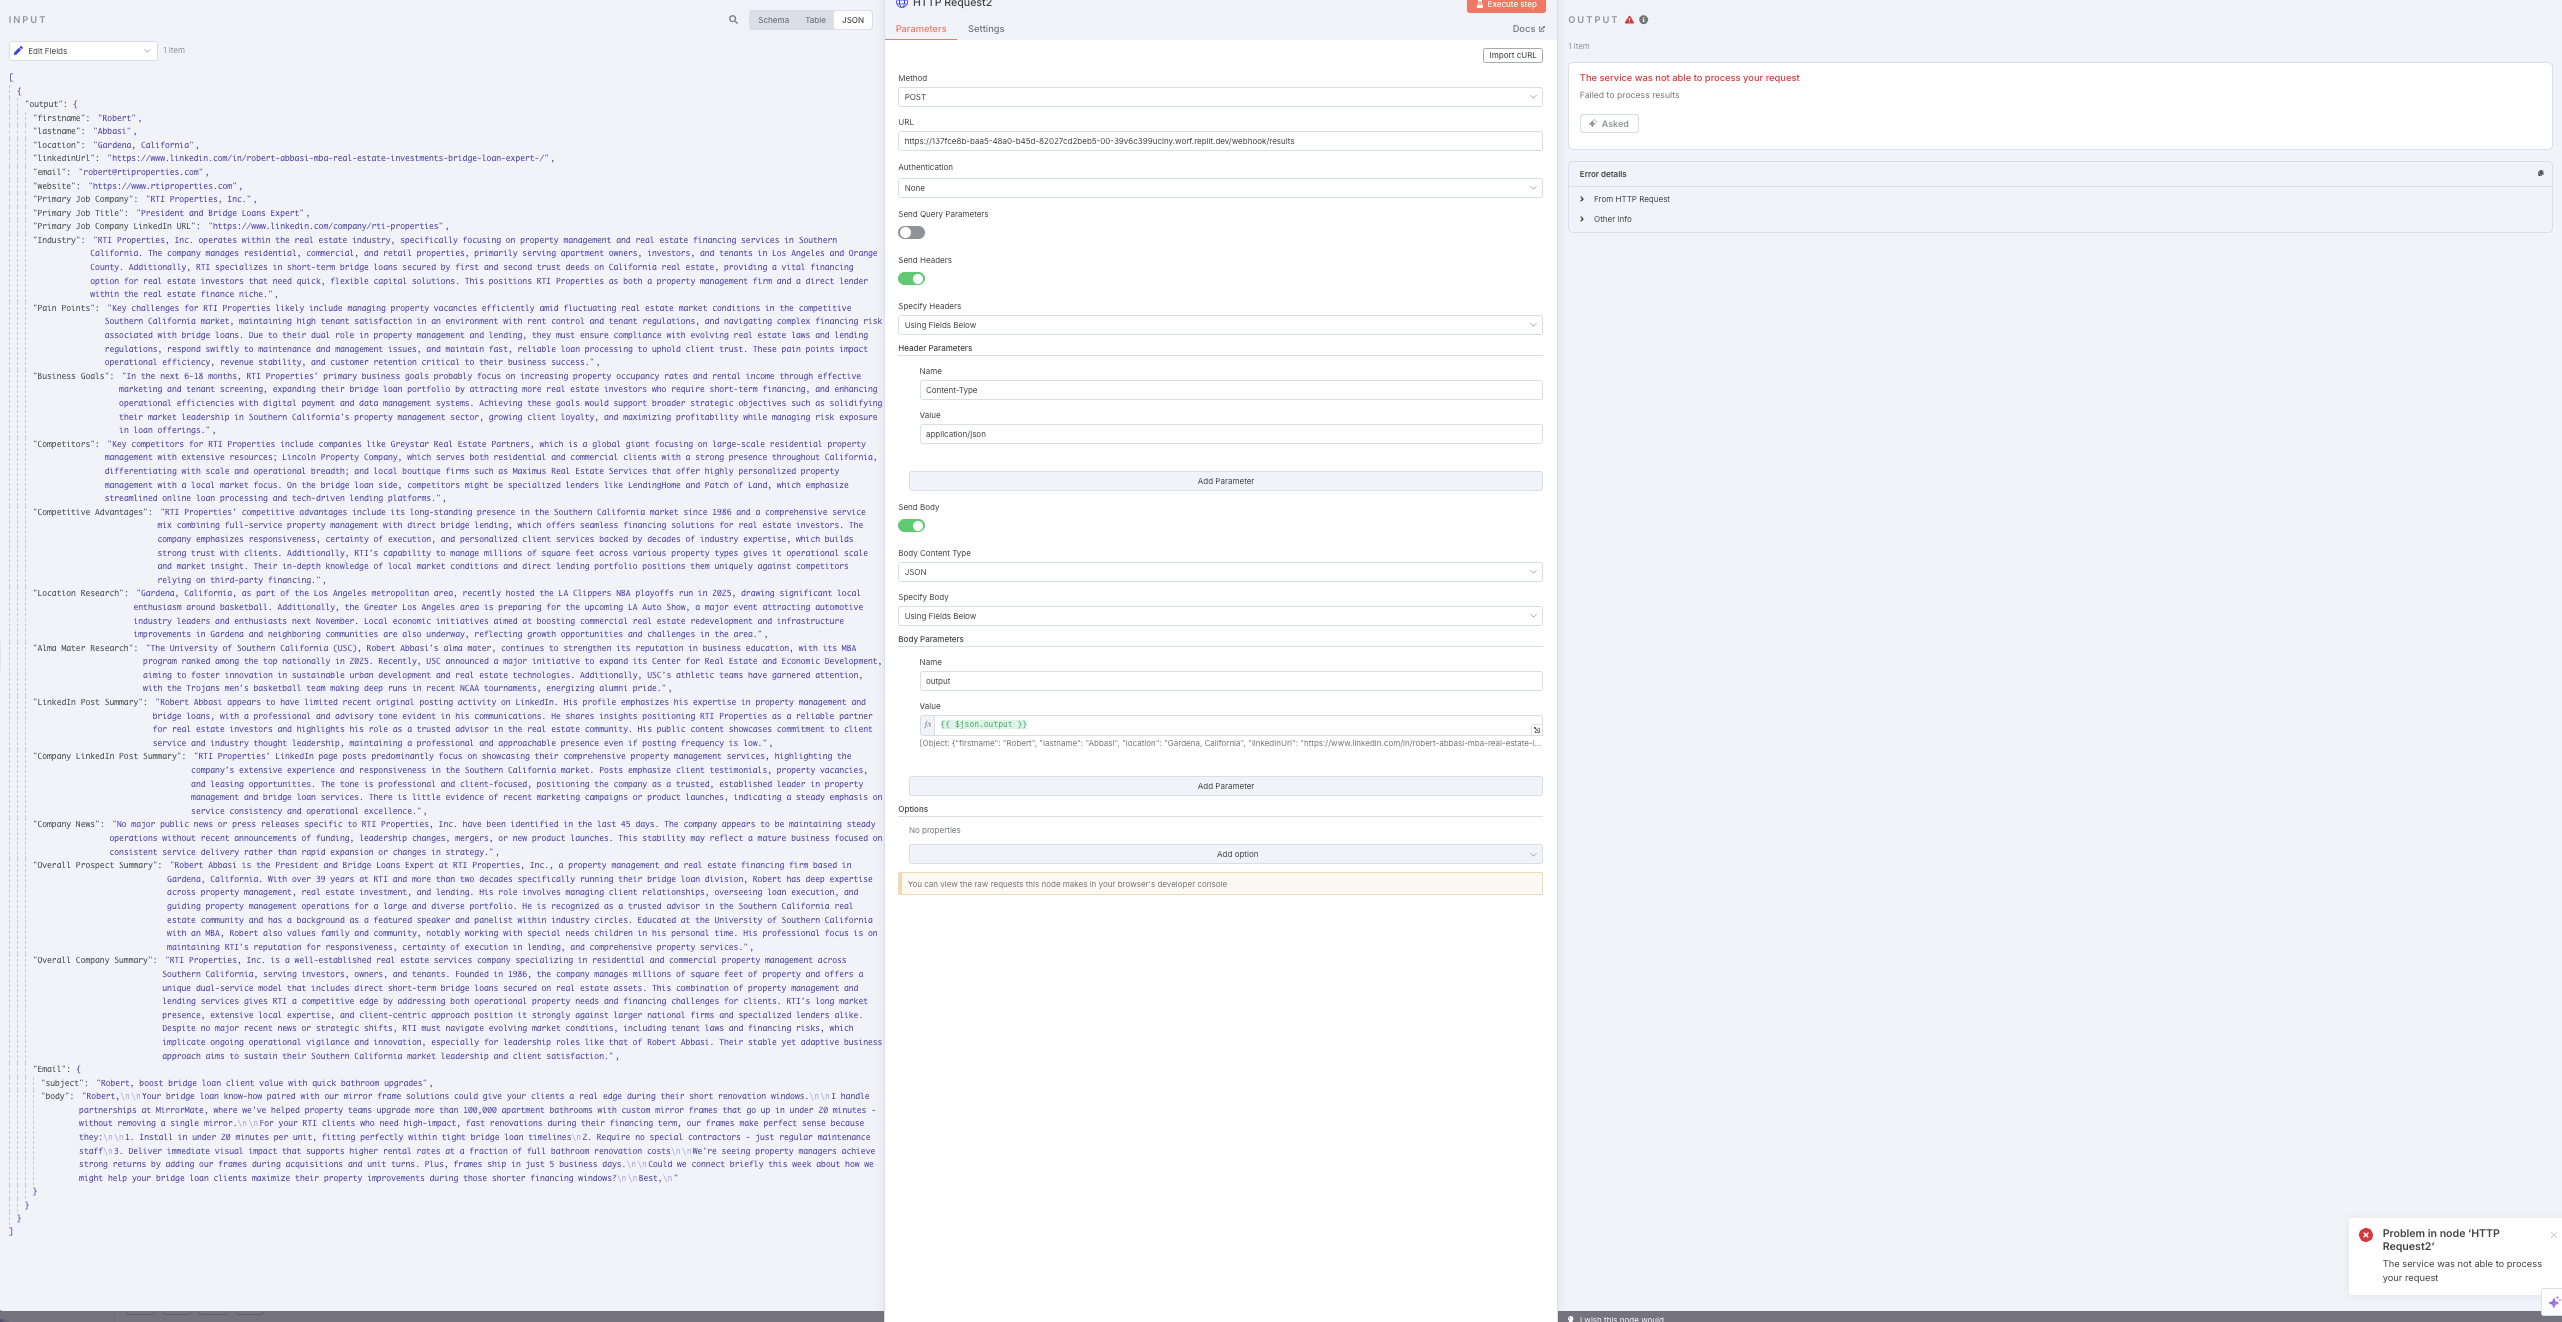 INPUT
Schema Table JSON
Edit Fields
1 item
[
{
"output": {
"firstname": "Robert",
"lastname": "Abbasi",
"location": "Gardena, California",
"linkedinUrl": "https://www.linkedin.com/in/robert-abbasi-mba-real-estate-investments-bridge-loan-expert-/",
"email": "robert@rtiproperties.com",
"website": "https://www.rtiproperties.com",
"Primary Job Company": "RTI Properties, Inc.",
"Primary Job Title": "President and Bridge Loans Expert",
"Primary Job Company LinkedIn URL": "https://www.linkedin.com/company/rti-properties",
"Industry": "RTI Properties, Inc. operates within the real estate industry, specifically focusing on property management and real estate financing services in Southern
California. The company manages residential, commercial, and retail properties, primarily serving apartment owners, investors, and tenants in Los Angeles and Orange
County. Additionally, RTI specializes in short-term bridge loans secured by first and second trust deeds on California real estate, providing a vital financing
option for real estate investors that need quick, flexible capital solutions. This positions RTI Properties as both a property management firm and a direct lender
within the real estate finance niche.",
"Pain Points": "Key challenges for RTI Properties likely include managing property vacancies efficiently amid fluctuating real estate market conditions in the competitive
Southern California market, maintaining high tenant satisfaction in an environment with rent control and tenant regulations, and navigating complex financing risk
associated with bridge loans. Due to their dual role in property management and lending, they must ensure compliance with evolving real estate laws and lending
regulations, respond swiftly to maintenance and management issues, and maintain fast, reliable loan processing to uphold client trust. These pain points impact
operational efficiency, revenue stability, and customer retention critical to their business success.",
"Business Goals": "In the next 6-18 months, RTI Properties' primary business goals probably focus on increasing property occupancy rates and rental income through effective
marketing and tenant screening, expanding their bridge loan portfolio by attracting more real estate investors who require short-term financing, and enhancing
operational efficiencies with digital payment and data management systems. Achieving these goals would support broader strategic objectives such as solidifying
their market leadership in Southern California's property management sector, growing client loyalty, and maximizing profitability while managing risk exposure
in loan offerings.",
"Competitors": "Key competitors for RTI Properties include companies like Greystar Real Estate Partners, which is a global giant focusing on large-scale residential property
management with extensive resources; Lincoln Property Company, which serves both residential and commercial clients with a strong presence throughout California,
differentiating with scale and operational breadth; and local boutique firms such as Maximus Real Estate Services that offer highly personalized property
management with a local market focus. On the bridge loan side, competitors might be specialized lenders like LendingHome and Patch of Land, which emphasize
streamlined online loan processing and tech-driven lending platforms.",
"Competitive Advantages": "RTI Properties' competitive advantages include its long-standing presence in the Southern California market since 1986 and a comprehensive service
mix combining full-service property management with direct bridge lending, which offers seamless financing solutions for real estate investors. The
company emphasizes responsiveness, certainty of execution, and personalized client services backed by decades of industry expertise, which builds
strong trust with clients. Additionally, RTI's capability to manage millions of square feet across various property types gives it operational scale
and market insight. Their in-depth knowledge of local market conditions and direct lending portfolio positions them uniquely against competitors
relying on third-party financing.",
"Location Research": "Gardena, California, as part of the Los Angeles metropolitan area, recently hosted the LA Clippers NBA playoffs run in 2025, drawing significant local
enthusiasm around basketball. Additionally, the Greater Los Angeles area is preparing for the upcoming LA Auto Show, a major event attracting automotive
industry leaders and enthusiasts next November. Local economic initiatives aimed at boosting commercial real estate redevelopment and infrastructure
improvements in Gardena and neighboring communities are also underway, reflecting growth opportunities and challenges in the area.",
"Alma Mater Research": "The University of Southern California (USC), Robert Abbasi's alma mater, continues to strengthen its reputation in business education, with its MBA
program ranked among the top nationally in 2025. Recently, USC announced a major initiative to expand its Center for Real Estate and Economic Development,
aiming to foster innovation in sustainable urban development and real estate technologies. Additionally, USC's athletic teams have garnered attention,
with the Trojans men's basketball team making deep runs in recent NCAA tournaments, energizing alumni pride.",
"LinkedIn Post Summary": "Robert Abbasi appears to have limited recent original posting activity on LinkedIn. His profile emphasizes his expertise in property management and
bridge loans, with a professional and advisory tone evident in his communications. He shares insights positioning RTI Properties as a reliable partner
for real estate investors and highlights his role as a trusted advisor in the real estate community. His public content showcases commitment to client
service and industry thought leadership, maintaining a professional and approachable presence even if posting frequency is low.",
"Company LinkedIn Post Summary": "RTI Properties' LinkedIn page posts predominantly focus on showcasing their comprehensive property management services, highlighting the
company's extensive experience and responsiveness in the Southern California market. Posts emphasize client testimonials, property vacancies,
and leasing opportunities. The tone is professional and client-focused, positioning the company as a trusted, established leader in property
management and bridge loan services. There is little evidence of recent marketing campaigns or product launches, indicating a steady emphasis on
service consistency and operational excellence.",
"Company News": "No major public news or press releases specific to RTI Properties, Inc. have been identified in the last 45 days. The company appears to be maintaining steady
operations without recent announcements of funding, leadership changes, mergers, or new product launches. This stability may reflect a mature business focused on
consistent service delivery rather than rapid expansion or changes in strategy.",
"Overall Prospect Summary": "Robert Abbasi is the President and Bridge Loans Expert at RTI Properties, Inc., a property management and real estate financing firm based in
Gardena, California. With over 39 years at RTI and more than two decades specifically running their bridge loan division, Robert has deep expertise
across property management, real estate investment, and lending. His role involves managing client relationships, overseeing loan execution, and
guiding property management operations for a large and diverse portfolio. He is recognized as a trusted advisor in the Southern California real
estate community and has a background as a featured speaker and panelist within industry circles. Educated at the University of Southern California
with an MBA, Robert also values family and community, notably working with special needs children in his personal time. His professional focus is on
maintaining RTI's reputation for responsiveness, certainty of execution in lending, and comprehensive property services.",
"Overall Company Summary": "RTI Properties, Inc. is a well-established real estate services company specializing in residential and commercial property management across
Southern California, serving investors, owners, and tenants. Founded in 1986, the company manages millions of square feet of property and offers a
unique dual-service model that includes direct short-term bridge loans secured on real estate assets. This combination of property management and
lending services gives RTI a competitive edge by addressing both operational property needs and financing challenges for clients. RTI's long market
presence, extensive local expertise, and client-centric approach position it strongly against larger national firms and specialized lenders alike.
Despite no major recent news or strategic shifts, RTI must navigate evolving market conditions, including tenant laws and financing risks, which
implicate ongoing operational vigilance and innovation, especially for leadership roles like that of Robert Abbasi. Their stable yet adaptive business
approach aims to sustain their Southern California market leadership and client satisfaction.",
"Email": {
"subject": "Robert, boost bridge loan client value with quick bathroom upgrades",
"body": "Robert,\n\nYour bridge loan know-how paired with our mirror frame solutions could give your clients a real edge during their short renovation windows.\n\nI handle
partnerships at MirrorMate, where we've helped property teams upgrade more than 100,000 apartment bathrooms with custom mirror frames that go up in under 20 minutes -
without removing a single mirror.\n\nFor your RTI clients who need high-impact, fast renovations during their financing term, our frames make perfect sense because
they:\n\n1. Install in under 20 minutes per unit, fitting perfectly within tight bridge loan timelines\n2. Require no special contractors - just regular maintenance
staff\n3. Deliver immediate visual impact that supports higher rental rates at a fraction of full bathroom renovation costs\n\nWe're seeing property managers achieve
strong returns by adding our frames during acquisitions and unit turns. Plus, frames ship in just 5 business days.\n\nCould we connect briefly this week about how we
might help your bridge loan clients maximize their property improvements during those shorter financing windows?\n\nBest,\n"
}
}
}
]
HTTP Request2
Execute step
Parameters Settings
Docs
Import cURL
Method
POST
URL
https://137fce8b-baa5-48a0-b45d-82027cd2beb5-00-39v6c399uciny.worf.replit.dev/webhook/results
Authentication
None
Send Query Parameters
Send Headers
Specify Headers
Using Fields Below
Header Parameters
Name
Content-Type
Value
application/json
Add Parameter
Send Body
Body Content Type
JSON
Specify Body
Using Fields Below
Body Parameters
Name
output
Value
fx {{ $json.output }}
[Object: {"firstname": "Robert", "lastname": "Abbasi", "location": "Gardena, California", "linkedinUrl": "https://www.linkedin.com/in/robert-abbasi-mba-real-estate-i...
Add Parameter
Options
No properties
Add option
You can view the raw requests this node makes in your browser's developer console
OUTPUT
1 item
The service was not able to process your request
Failed to process results
Asked
Error details
From HTTP Request
Other info
Problem in node 'HTTP
Request2'
The service was not able to process
your request
I wish this node would